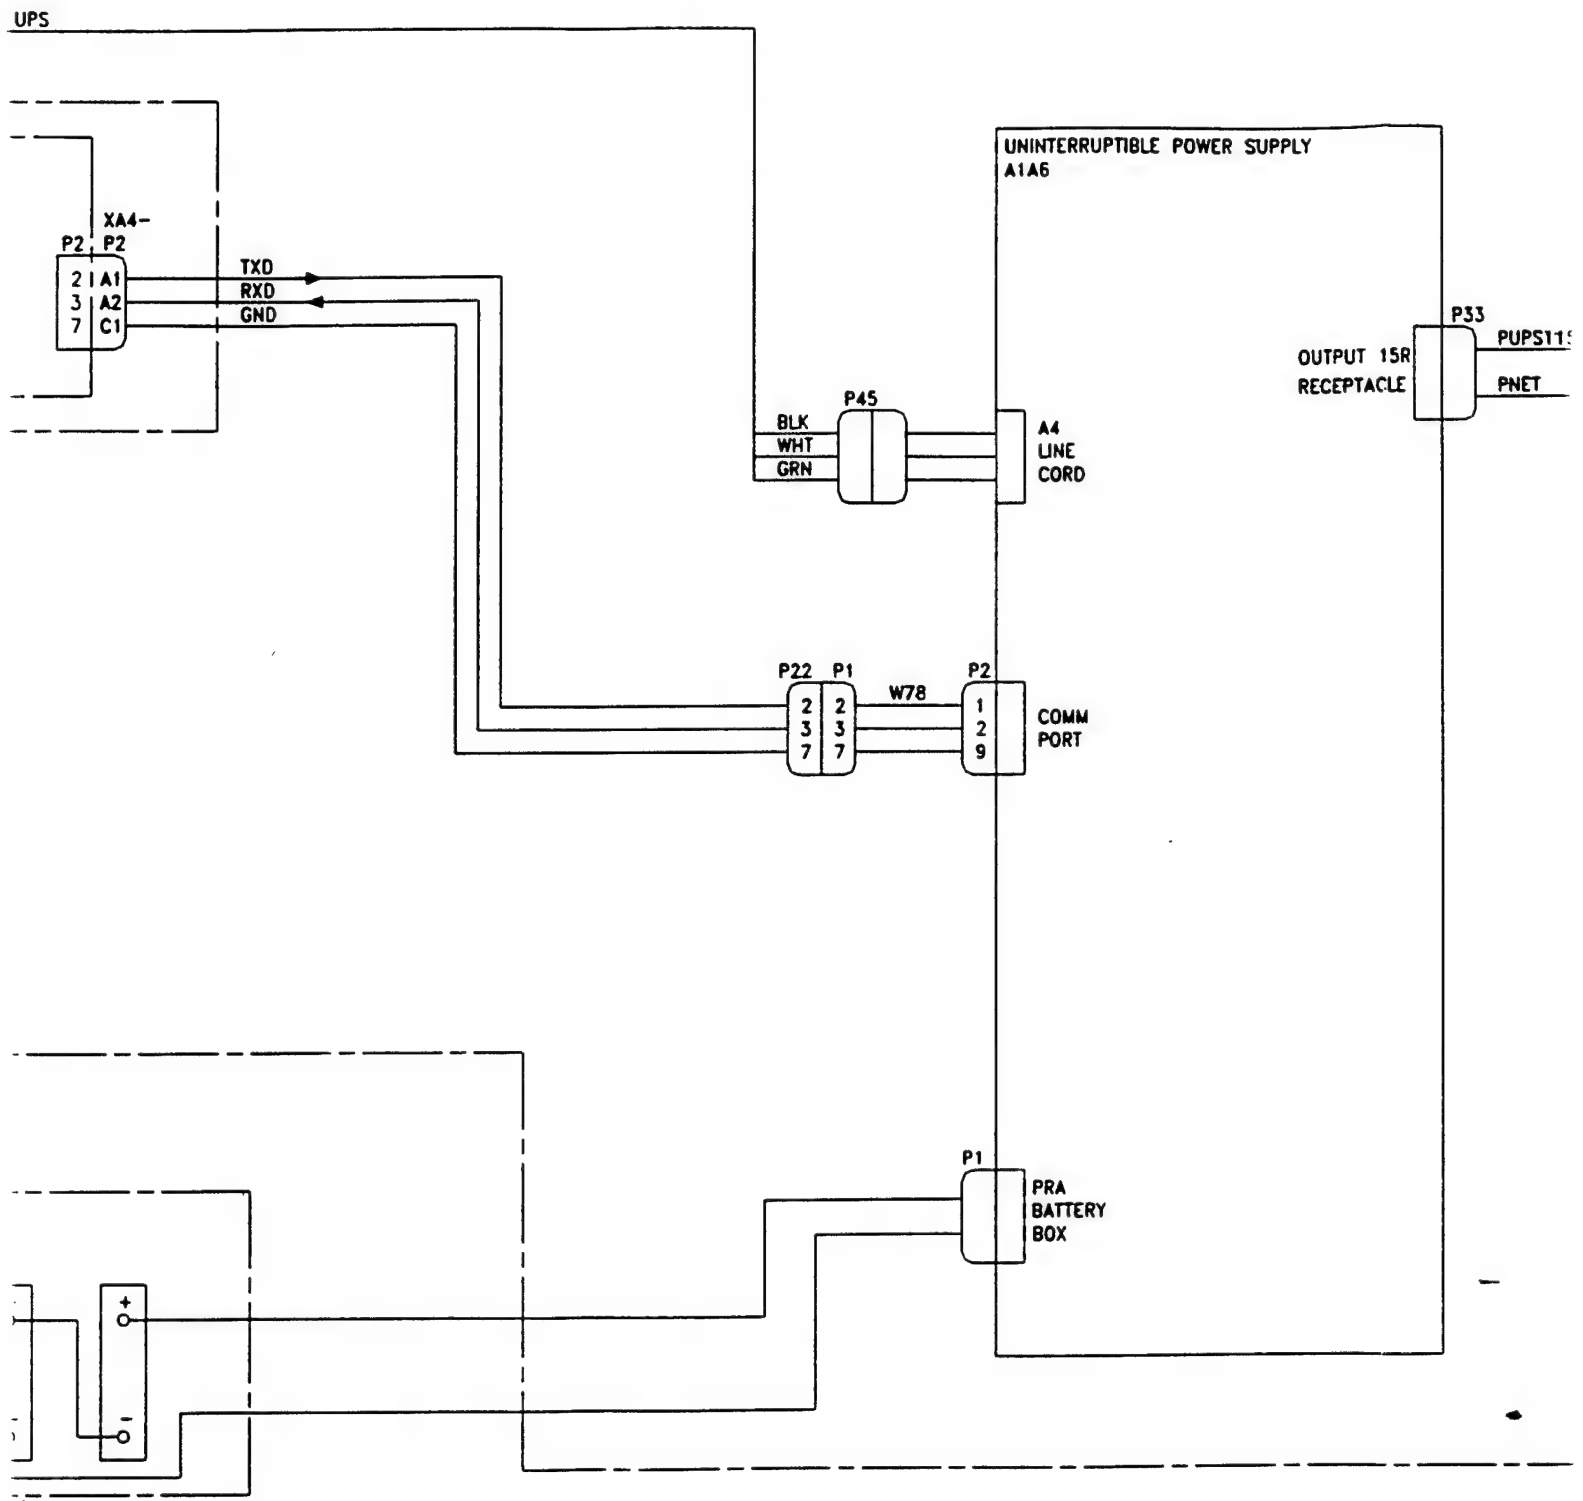 UPS
UNINTERRUPTIBLE POWER SUPPLY
A1A6
XA4-
P2 P2
2 A1 TXD
3 A2 RXD
7 C1 GND
P33
OUTPUT 15R
RECEPTACLE
PUPS11
PNET
P45
BLK
WHT
GRN
A4
LINE
CORD
P22 P1 W78 P2
2 2 1
3 3 2
7 7 9
COMM
PORT
P1
PRA
BATTERY
BOX
+
-